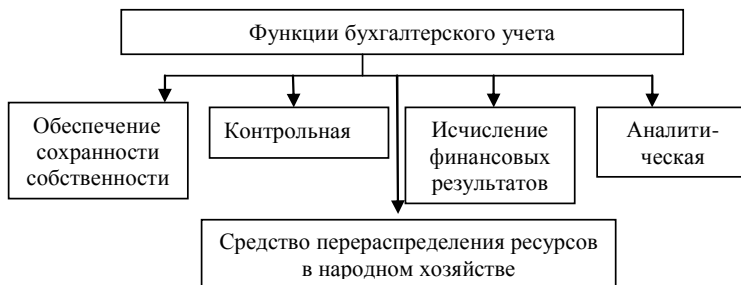 Функции бухгалтерского учета
Обеспечение
сохранности
собственности
Контрольная
Исчисление
финансовых
результатов
Аналити-
ческая
Средство перераспределения ресурсов
в народном хозяйстве